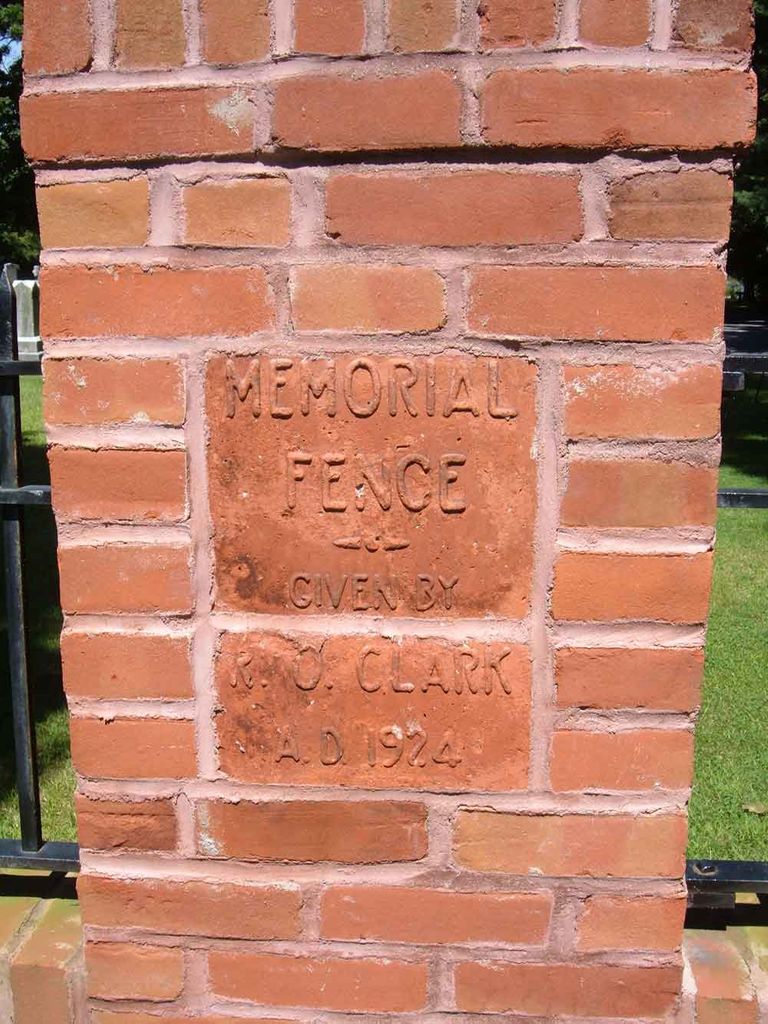 MEMORIAL
FENCE
GIVEN BY
R. O. CLARK
A.D. 1924